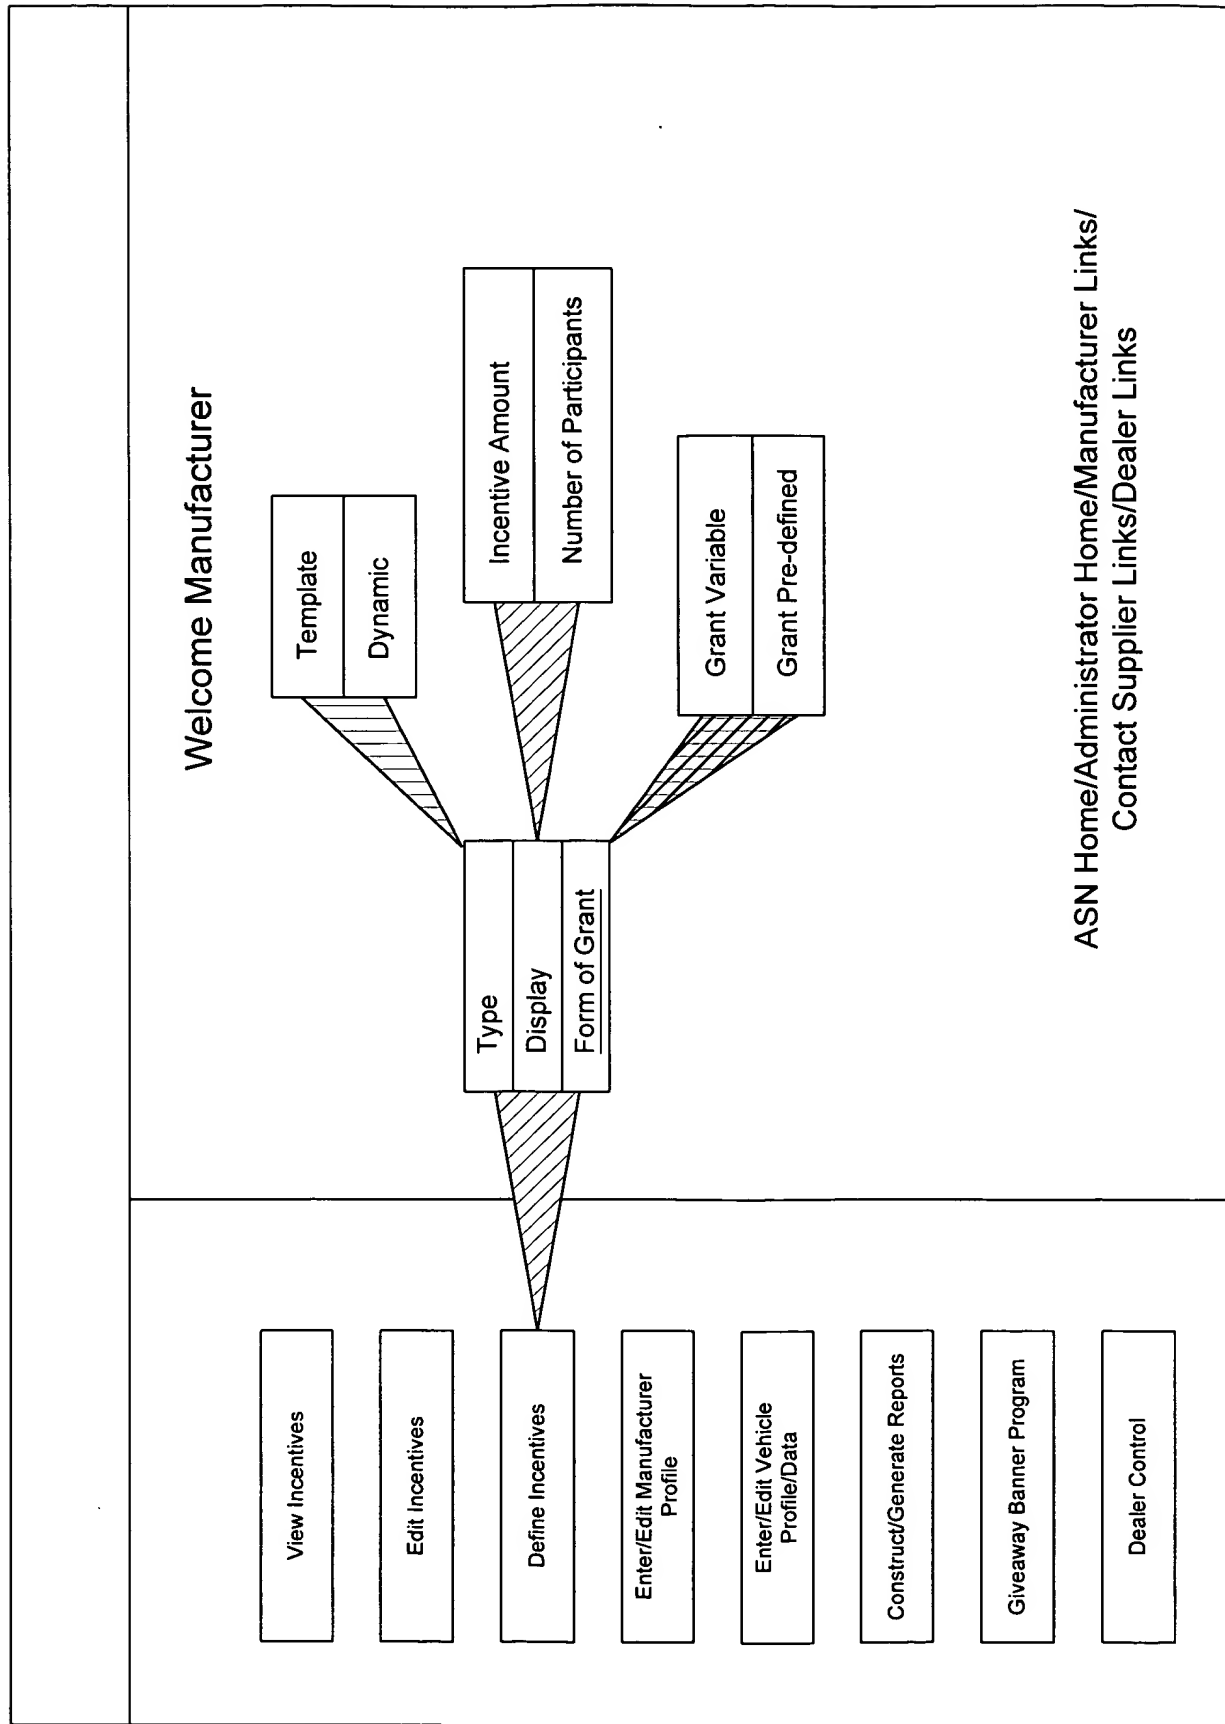 Welcome Manufacturer
View Incentives
Edit Incentives
Define Incentives
Enter/Edit Manufacturer
Profile
Enter/Edit Vehicle
Profile/Data
Construct/Generate Reports
Giveaway Banner Program
Dealer Control
Type
Display
Form of Grant
Template
Dynamic
Incentive Amount
Number of Participants
Grant Variable
Grant Pre-defined
ASN Home/Administrator Home/Manufacturer Links/
Contact Supplier Links/Dealer Links